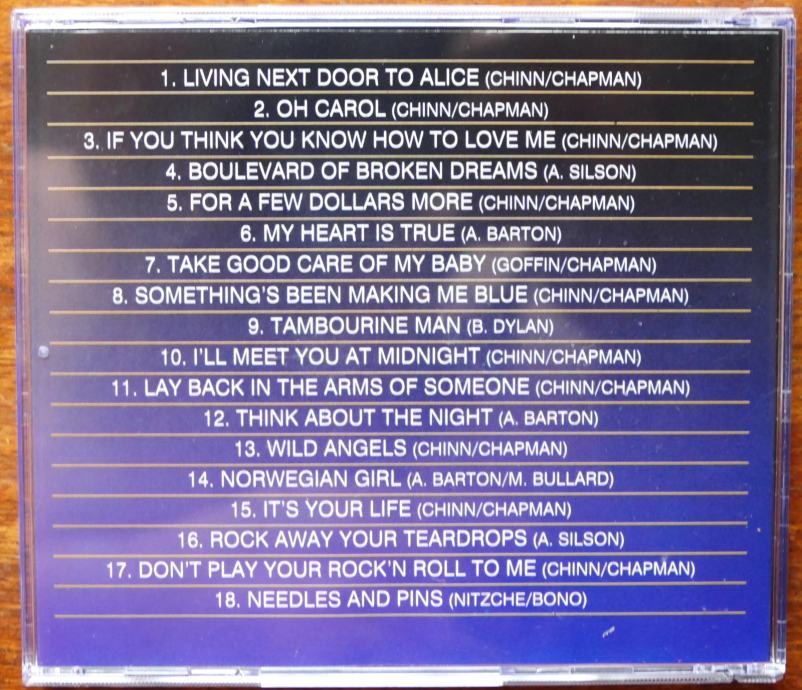 1. LIVING NEXT DOOR TO ALICE (CHINN/CHAPMAN)
2. OH CAROL (CHINN/CHAPMAN)
3. IF YOU THINK YOU KNOW HOW TO LOVE ME (CHINN/CHAPMAN)
4. BOULEVARD OF BROKEN DREAMS (A. SILSON)
5. FOR A FEW DOLLARS MORE (CHINN/CHAPMAN)
6. MY HEART IS TRUE (A. BARTON)
7. TAKE GOOD CARE OF MY BABY (GOFFIN/CHAPMAN)
8. SOMETHING'S BEEN MAKING ME BLUE (CHINN/CHAPMAN)
9. TAMBOURINE MAN (B. DYLAN)
10. I'LL MEET YOU AT MIDNIGHT (CHINN/CHAPMAN)
11. LAY BACK IN THE ARMS OF SOMEONE (CHINN/CHAPMAN)
12. THINK ABOUT THE NIGHT (A. BARTON)
13. WILD ANGELS (CHINN/CHAPMAN)
14. NORWEGIAN GIRL (A. BARTON/M. BULLARD)
15. IT'S YOUR LIFE (CHINN/CHAPMAN)
16. ROCK AWAY YOUR TEARDROPS (A. SILSON)
17. DON'T PLAY YOUR ROCK'N ROLL TO ME (CHINN/CHAPMAN)
18. NEEDLES AND PINS (NITZCHE/BONO)